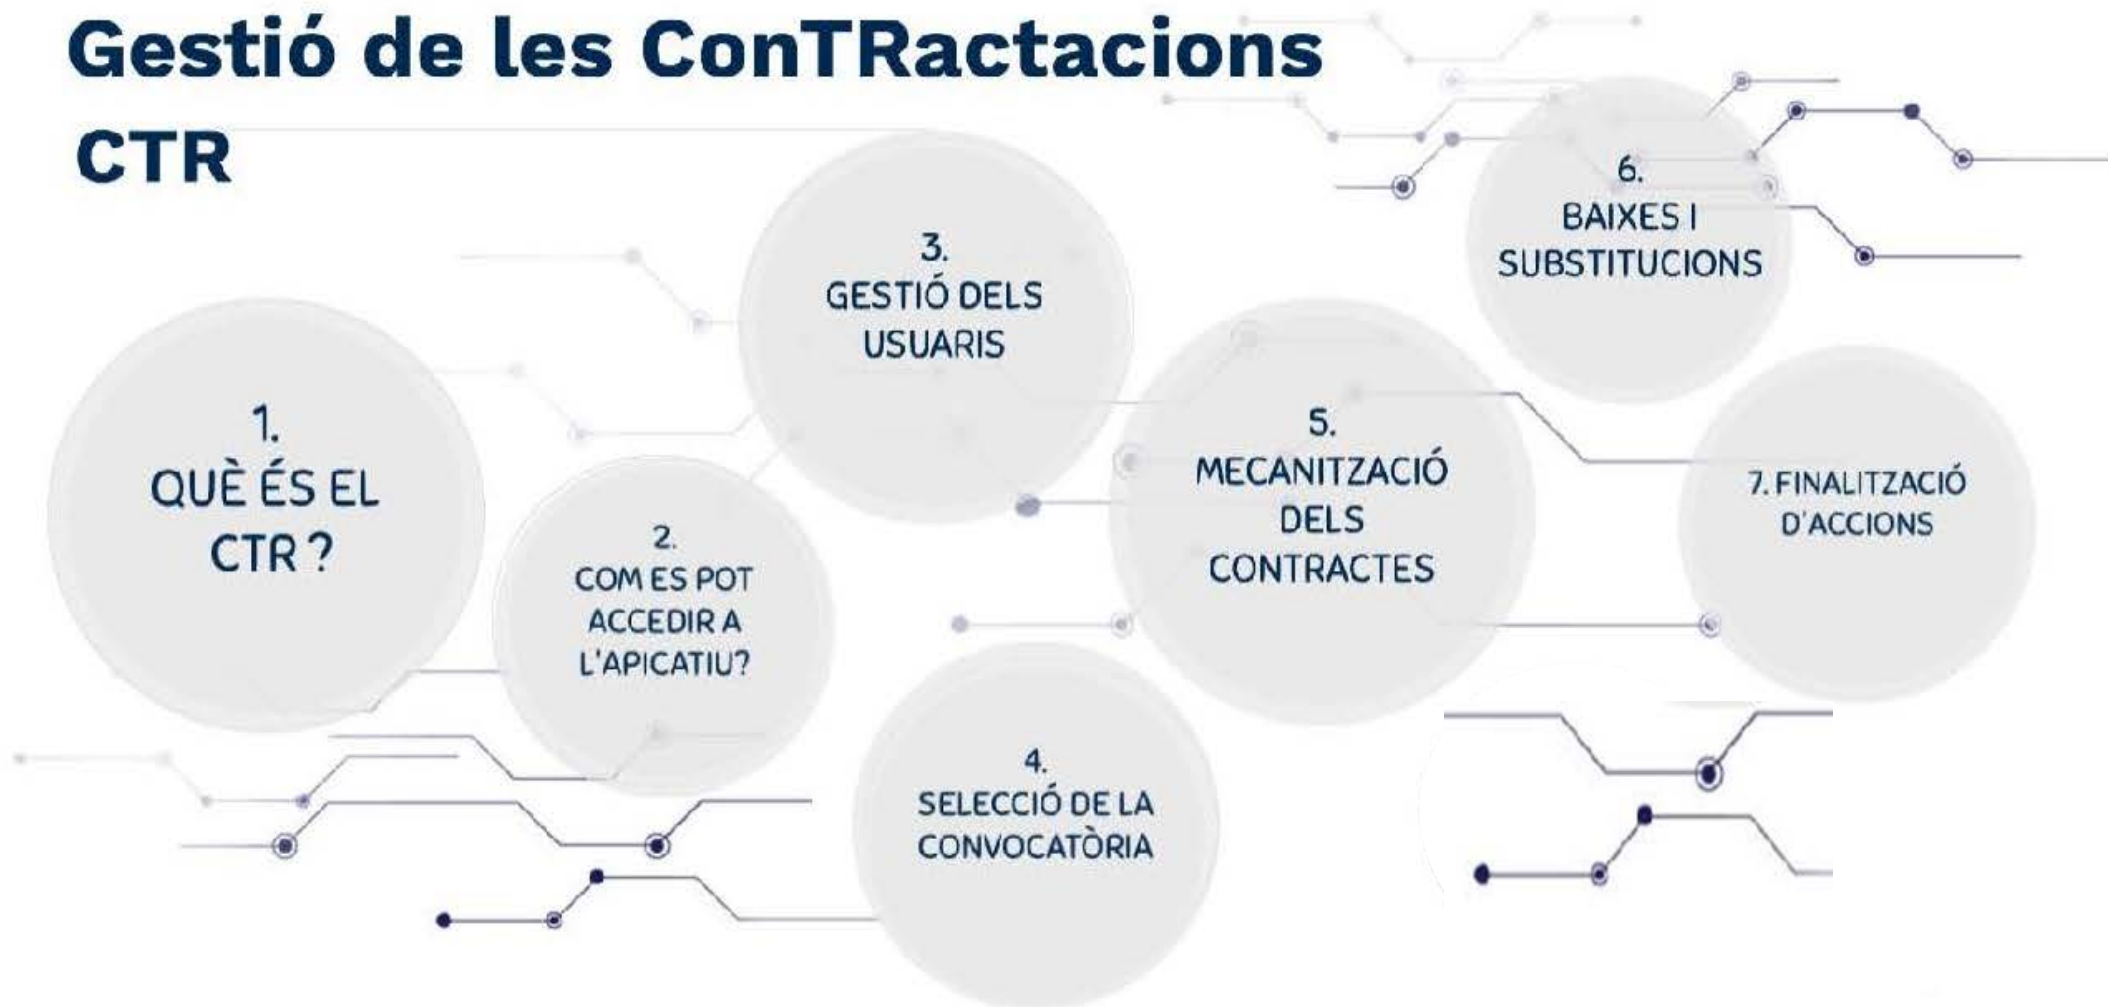 Gestió de les ConTRactacions
CTR
1.
QUÈ ÉS EL
CTR ?
2.
COM ES POT
ACCEDIR A
L'APICATIU?
3.
GESTIÓ DELS
USUARIS
4.
SELECCIÓ DE LA
CONVOCATÒRIA
5.
MECANITZACIÓ
DELS
CONTRACTES
6.
BAIXES I
SUBSTITUCIONS
7. FINALITZACIÓ
D'ACCIONS